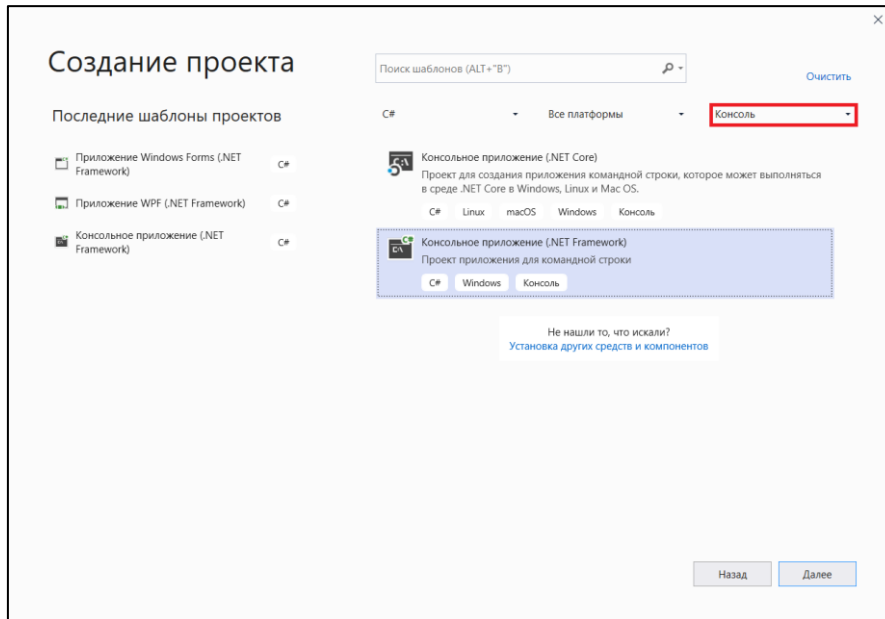 Создание проекта
Поиск шаблонов (ALT+"B")
Очистить
Последние шаблоны проектов
C#
Все платформы
Консоль
Приложение Windows Forms (.NET
Framework)
C#
Приложение WPF (.NET Framework)
C#
Консольное приложение (.NET
Framework)
C#
Консольное приложение (.NET Core)
Проект для создания приложения командной строки, которое может выполняться
в среде .NET Core в Windows, Linux и Mac OS.
C# Linux macOS Windows Консоль
Консольное приложение (.NET Framework)
Проект приложения для командной строки
C# Windows Консоль
Не нашли то, что искали?
Установка других средств и компонентов
Назад
Далее